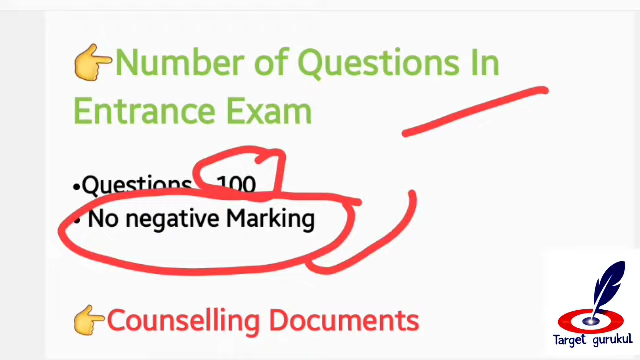 👉Number of Questions In
Entrance Exam
•Questions 100
• No negative Marking
👉Counselling Documents
Target gurukul